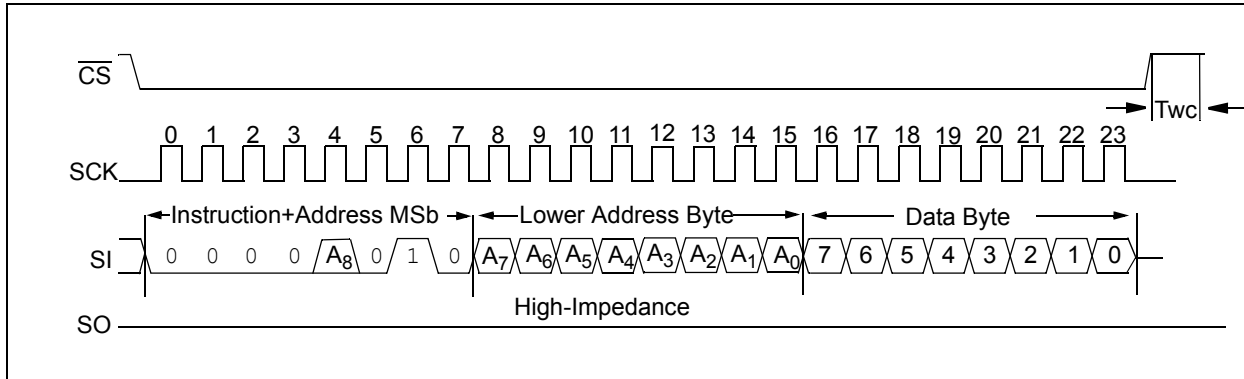 CS
Twc
0 1 2 3 4 5 6 7 8 9 10 11 12 13 14 15 16 17 18 19 20 21 22 23
SCK
Instruction+Address MSb Lower Address Byte Data Byte
SI 0 0 0 0 A8 0 1 0 A7 A6 A5 A4 A3 A2 A1 A0 7 6 5 4 3 2 1 0
High-Impedance
SO